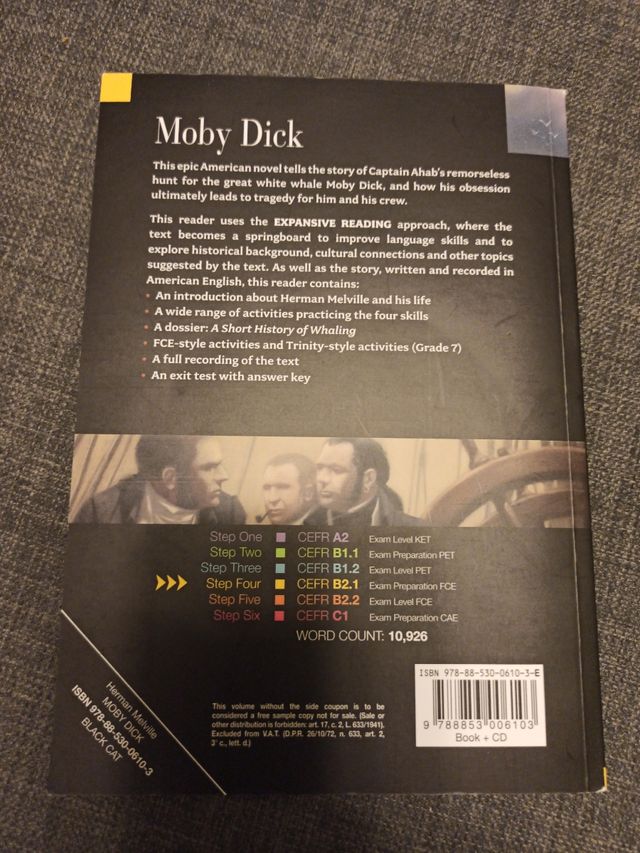 Moby Dick
This epic American novel tells the story of Captain Ahab's remorseless
hunt for the great white whale Moby Dick, and how his obsession
ultimately leads to tragedy for him and his crew.
This reader uses the EXPANSIVE READING approach, where the
text becomes a springboard to improve language skills and to
explore historical background, cultural connections and other topics
suggested by the text. As well as the story, written and recorded in
American English, this reader contains:
• An introduction about Herman Melville and his life
• A wide range of activities practicing the four skills
• A dossier: A Short History of Whaling
• FCE-style activities and Trinity-style activities (Grade 7)
• A full recording of the text
• An exit test with answer key
Step One CEFR A2 Exam Level KET
Step Two CEFR B1.1 Exam Preparation PET
Step Three CEFR B1.2 Exam Level PET
Step Four CEFR B2.1 Exam Preparation FCE
Step Five CEFR B2.2 Exam Level FCE
Step Six CEFR C1 Exam Preparation CAE
WORD COUNT: 10,926
Herman Melville
MOBY DICK
ISBN 978-88-530-0610-3
BLACK CAT
This volume without the side coupon is to be
considered a free sample copy not for sale. (Sale or
other distribution is forbidden: art. 17, c. 2, L. 633/1941).
Excluded from V.A.T. (D.P.R. 26/10/72, n. 633, art. 2,
3° c., lett. d.)
ISBN 978-88-530-0610-3-E
9 788853 006103
Book + CD